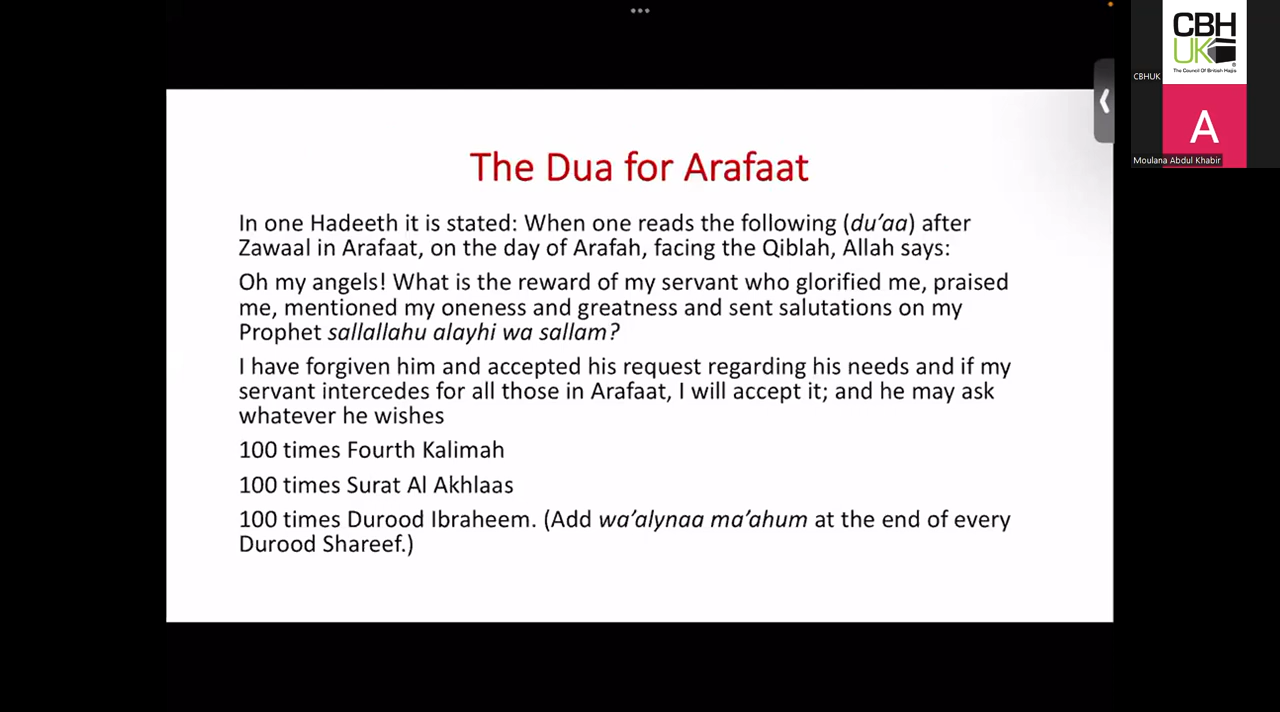 The Dua for Arafaat
In one Hadeeth it is stated: When one reads the following (du’aa) after
Zawaal in Arafaat, on the day of Arafah, facing the Qiblah, Allah says:
Oh my angels! What is the reward of my servant who glorified me, praised
me, mentioned my oneness and greatness and sent salutations on my
Prophet sallallahu alayhi wa sallam?
I have forgiven him and accepted his request regarding his needs and if my
servant intercedes for all those in Arafaat, I will accept it; and he may ask
whatever he wishes
100 times Fourth Kalimah
100 times Surat Al Akhlaas
100 times Durood Ibraheem. (Add wa’alynaa ma’ahum at the end of every
Durood Shareef.)
CBH
UK
The Council Of British Hajjis
CBHUK
A
Moulana Abdul Khabir